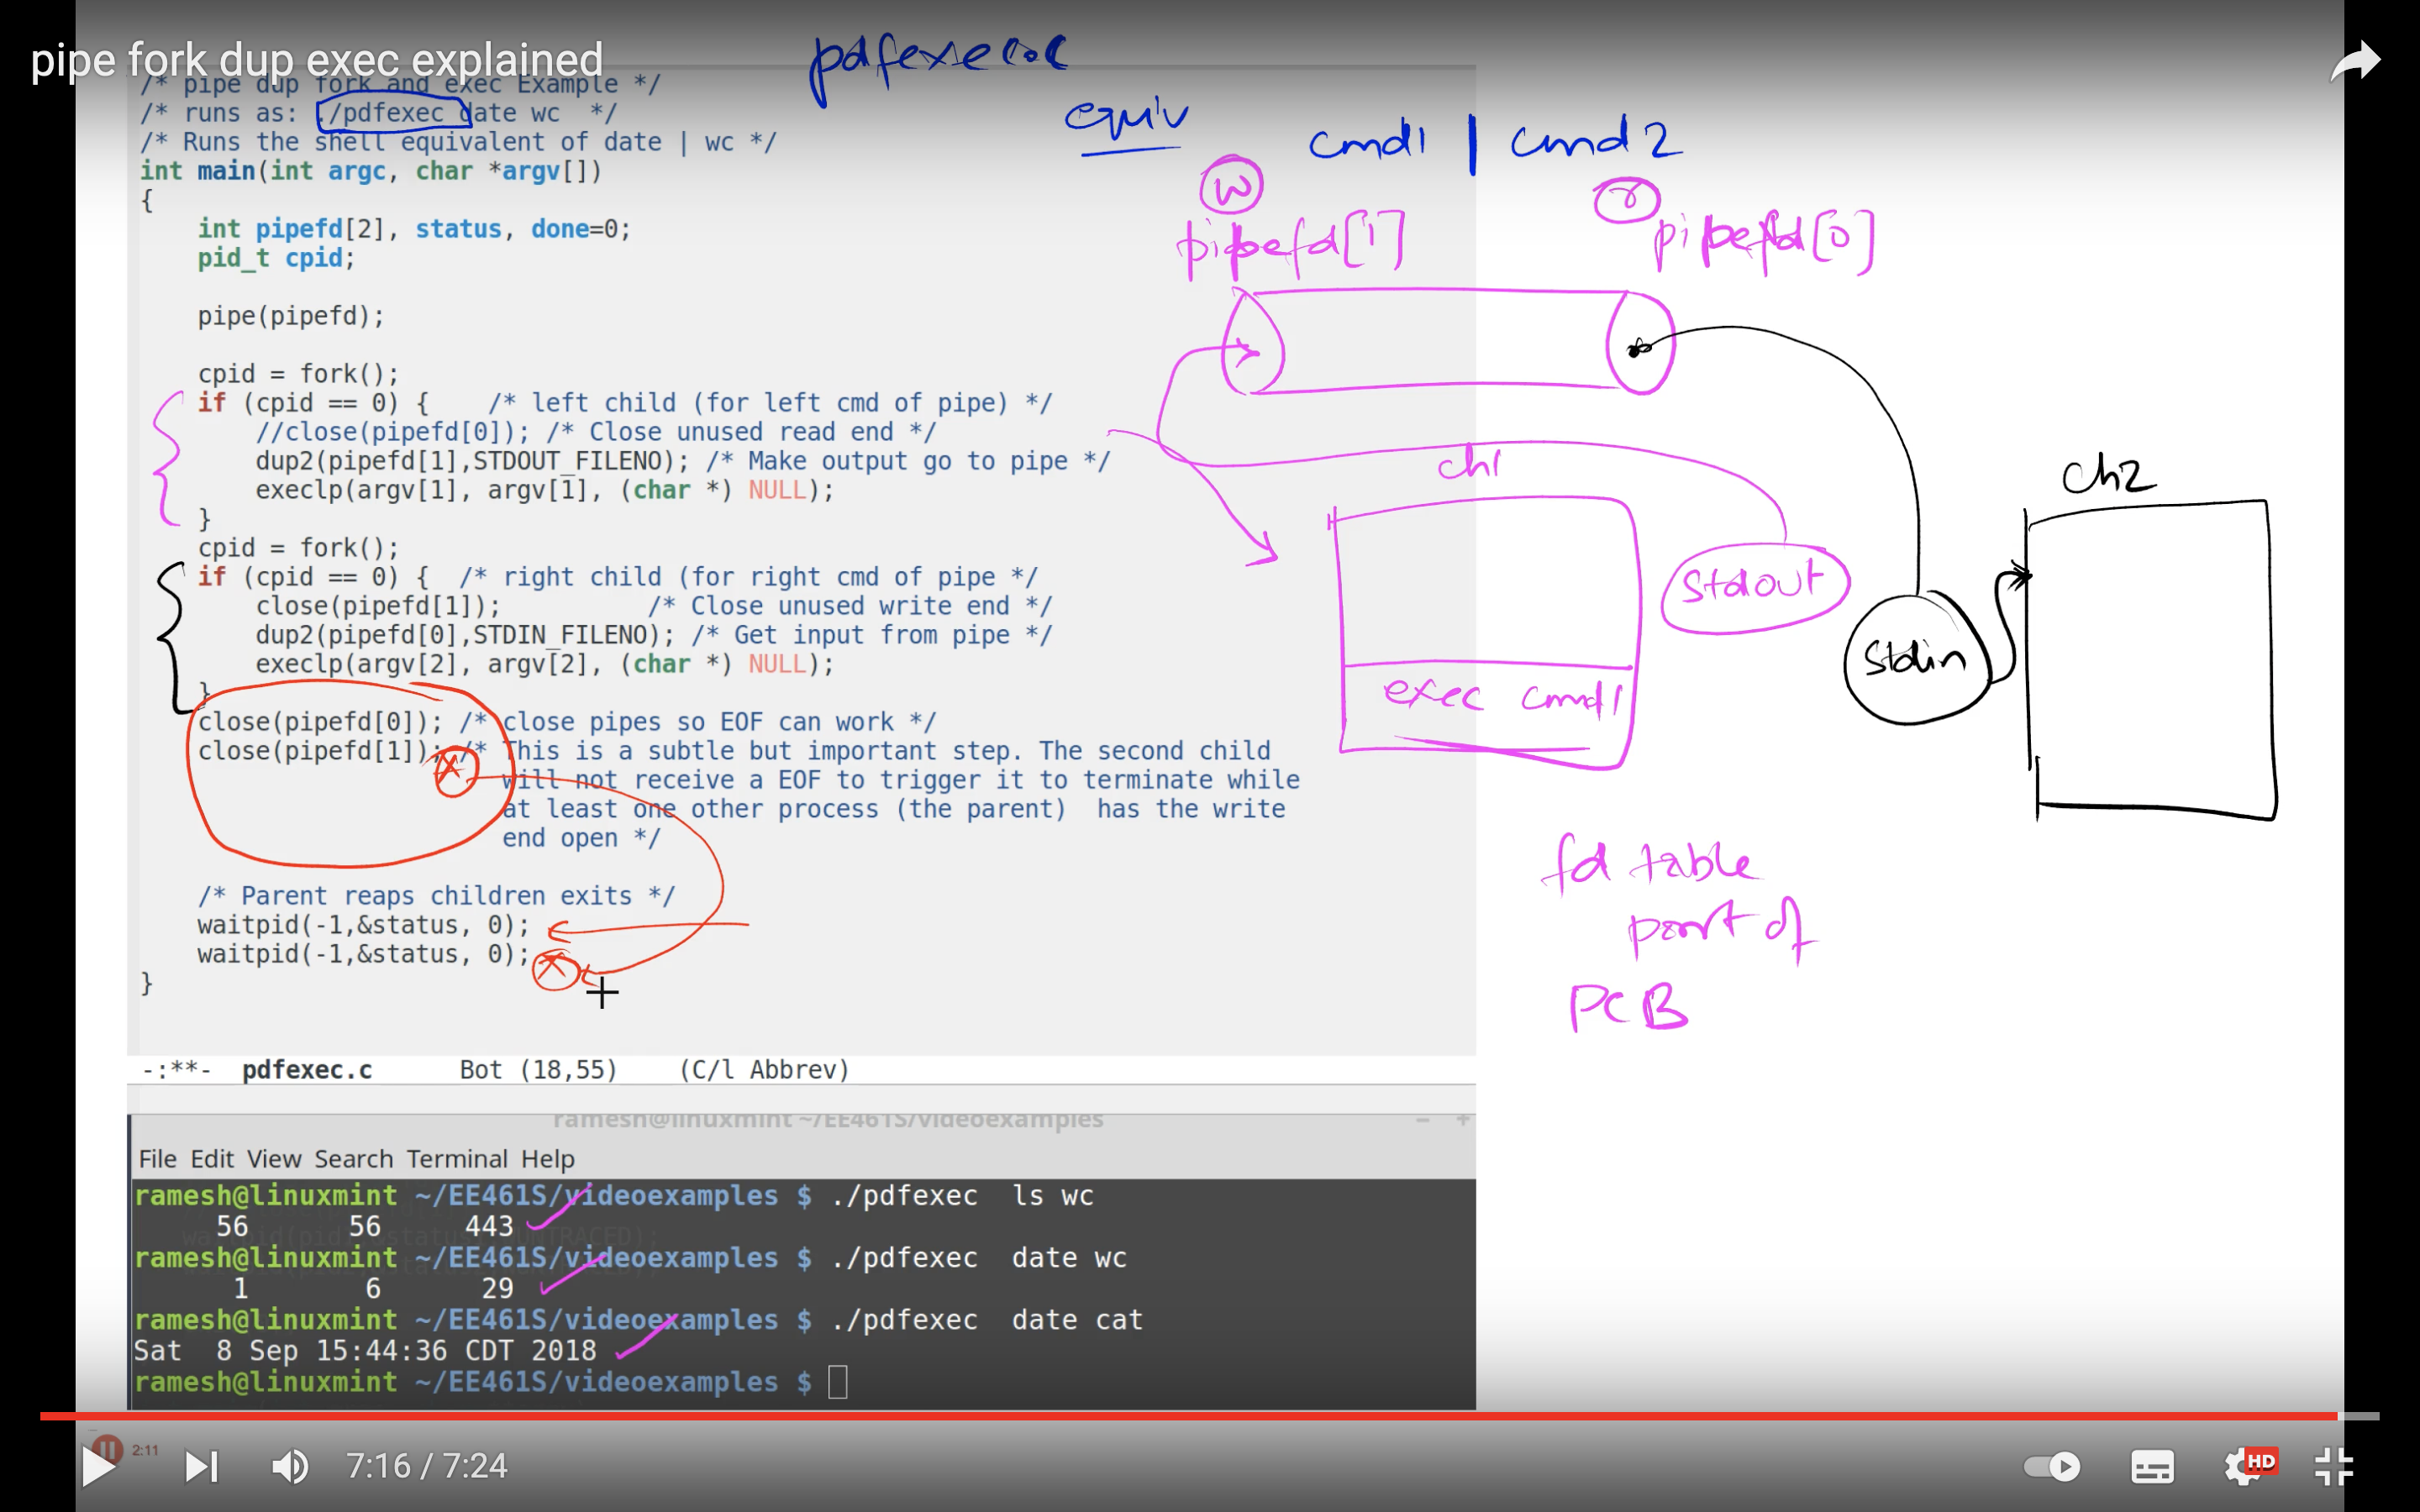 pipe fork dup exec explained
pdfexec.c
/* pipe dup fork and exec Example */
/* runs as: ./pdfexec date wc  */
equiv
/* Runs the shell equivalent of date | wc */
cmd1 | cmd2
int main(int argc, char *argv[])
{
w
r
    int pipefd[2], status, done=0;
pipefd[1]
pipefd[0]
    pid_t cpid;
    pipe(pipefd);
    cpid = fork();
    if (cpid == 0) {    /* left child (for left cmd of pipe) */
        //close(pipefd[0]); /* Close unused read end */
        dup2(pipefd[1],STDOUT_FILENO); /* Make output go to pipe */
ch1
Ch2
        execlp(argv[1], argv[1], (char *) NULL);
    }
    cpid = fork();
    if (cpid == 0) {  /* right child (for right cmd of pipe */
Stdout
        close(pipefd[1]);          /* Close unused write end */
        dup2(pipefd[0],STDIN_FILENO); /* Get input from pipe */
Stdin
        execlp(argv[2], argv[2], (char *) NULL);
    }
exec cmd1
    close(pipefd[0]); /* close pipes so EOF can work */
    close(pipefd[1]); /* This is a subtle but important step. The second child
                         will not receive a EOF to trigger it to terminate while
                         at least one other process (the parent)  has the write
                         end open */
fd table
part of
PCB
    /* Parent reaps children exits */
    waitpid(-1,&status, 0);
    waitpid(-1,&status, 0);
}
-:**-  pdfexec.c      Bot (18,55)    (C/l Abbrev)
ramesh@linuxmint ~/EE461S/videoexamples
File Edit View Search Terminal Help
ramesh@linuxmint ~/EE461S/videoexamples $ ./pdfexec  ls wc
     56      56     443
ramesh@linuxmint ~/EE461S/videoexamples $ ./pdfexec  date wc
      1       6      29
ramesh@linuxmint ~/EE461S/videoexamples $ ./pdfexec  date cat
Sat  8 Sep 15:44:36 CDT 2018
ramesh@linuxmint ~/EE461S/videoexamples $
2:11
7:16 / 7:24
HD